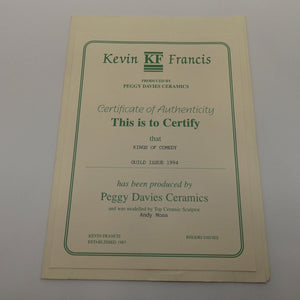 Kevin KF Francis
PRODUCED BY
PEGGY DAVIES CERAMICS
Certificate of Authenticity
This is to Certify
that
KINGS OF COMEDY
GUILD ISSUE 1994
has been produced by
Peggy Davies Ceramics
and was modelled by Top Ceramic Sculptor
Andy Moss
KEVIN FRANCIS
ESTABLISHED 1987
RHODRI DAVIES